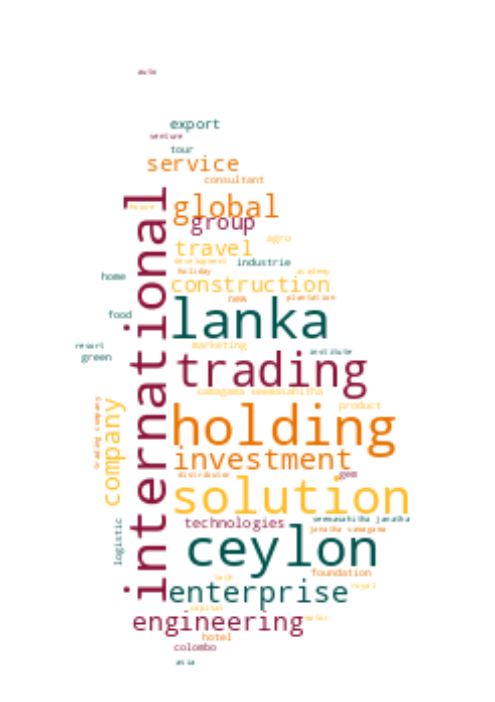 auto
export
venture
tour
service
consultant
international
house
global
group
agro
travel
development
industrie
holiday
academy
home
construction
new
plantation
food
lanka
resort
marketing
institute
green
trading
samagama seemasahitha
trading company
company
product
holding
investment
distributor
gem
solution
technologies
seemasahitha janatha
janatha samagama
logistic
ceylon
foundation
tech
royal
enterprise
capital
engineering
hotel
colombo
asia